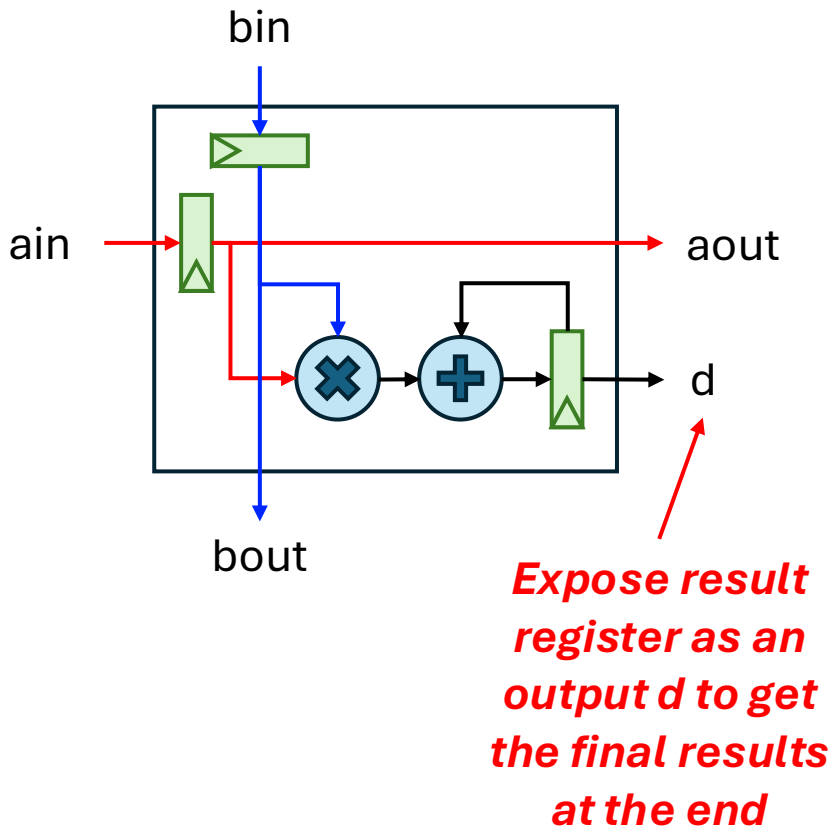 bin
ain
aout
d
bout
Expose result
register as an
output d to get
the final results
at the end